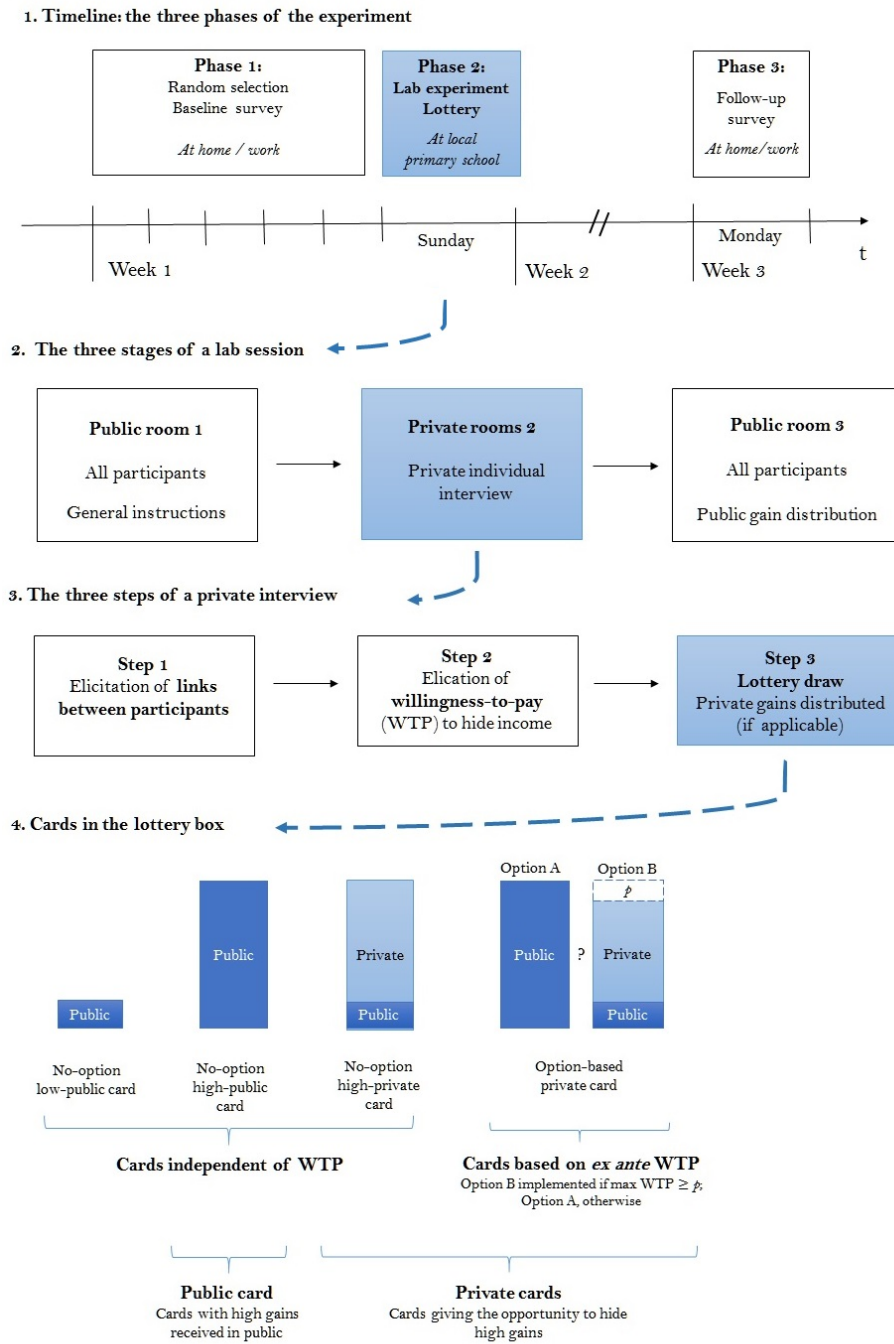 1. Timeline: the three phases of the experiment
Phase 1:
Random selection
Baseline survey
At home / work
Phase 2:
Lab experiment
Lottery
At local
primary school
Phase 3:
Follow-up
survey
At home/work
Sunday
Monday
t
Week 1
Week 2
Week 3
2. The three stages of a lab session
Public room 1
All participants
General instructions
Private rooms 2
Private individual
interview
Public room 3
All participants
Public gain distribution
3. The three steps of a private interview
Step 1
Elicitation of links
between participants
Step 2
Elication of
willingness-to-pay
(WTP) to hide income
Step 3
Lottery draw
Private gains distributed
(if applicable)
4. Cards in the lottery box
Option A
Option B
p
Public
Public
Private
Public
Public
?
Private
Public
No-option
low-public card
No-option
high-public
card
No-option
high-private
card
Option-based
private card
Cards independent of WTP
Cards based on ex ante WTP
Option B implemented if max WTP ≥ p;
Option A, otherwise
Public card
Cards with high gains
received in public
Private cards
Cards giving the opportunity to hide
high gains